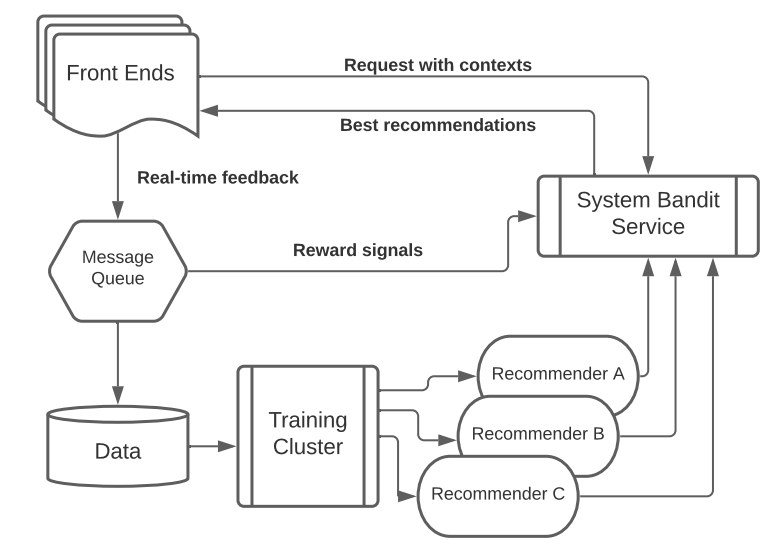 Front Ends
Request with contexts
Best recommendations
Real-time feedback
System Bandit
Service
Message
Queue
Reward signals
Recommender A
Training
Cluster
Recommender B
Data
Recommender C